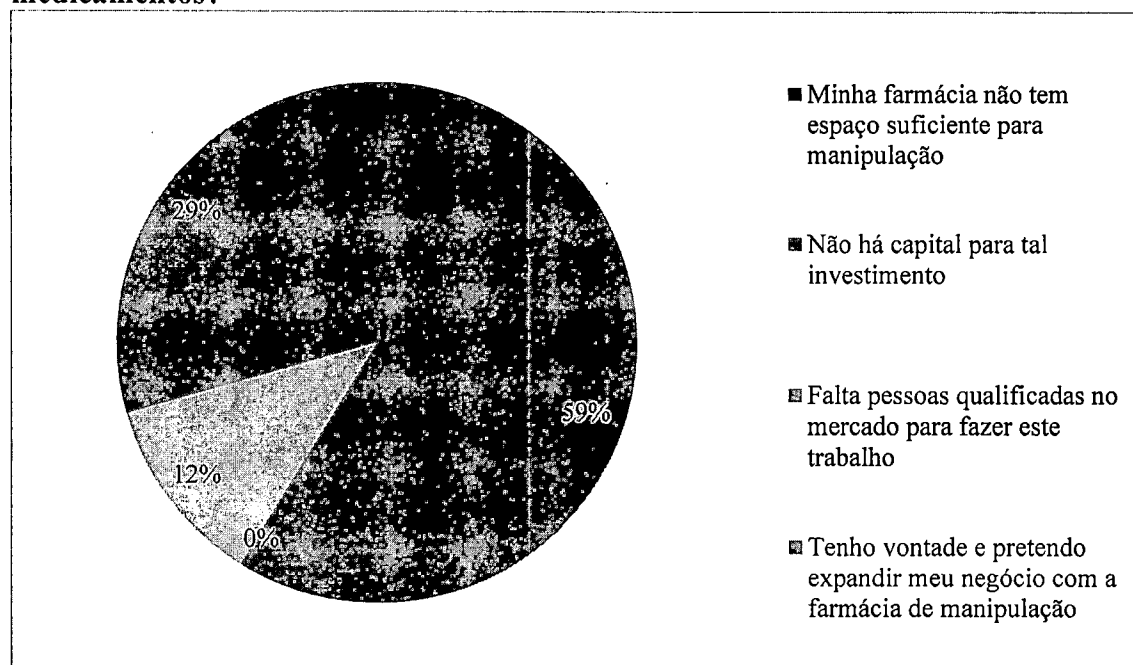 medicamentos?
29%
59%
12%
0%
■ Minha farmácia não tem
espaço suficiente para
manipulação
■ Não há capital para tal
investimento
■ Falta pessoas qualificadas no
mercado para fazer este
trabalho
■ Tenho vontade e pretendo
expandir meu negócio com a
farmácia de manipulação